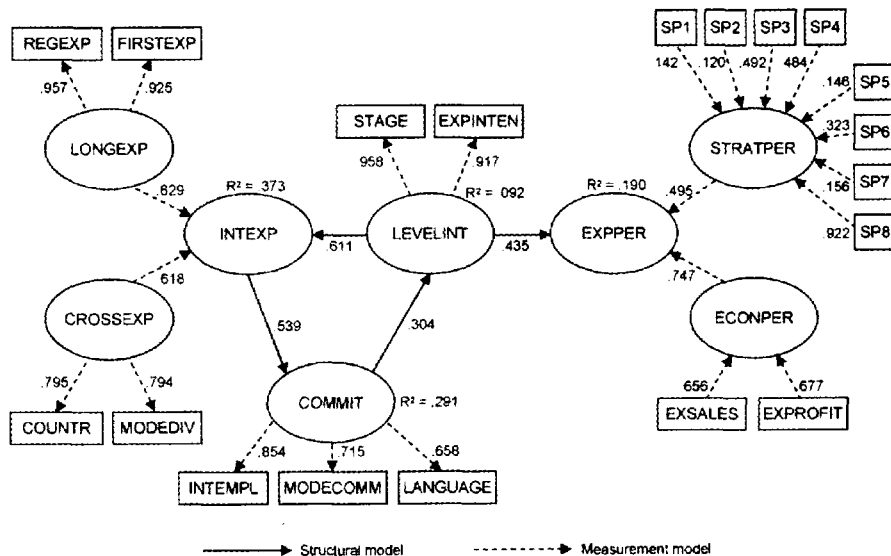 REGEXP FIRSTEXP
.957 .925
LONGEXP
.629
R² = .373
INTEXP
.618
CROSSEXP
.795 .794
COUNTR MODEDIV
STAGE EXPINTEN
.958 .917
R² = .092
LEVELINT
.611
.435
.539
.304
COMMIT
R² = .291
.854 .715 .658
INTEMPL MODECOMM LANGUAGE
R² = .190
EXPPER
.495
.747
SP1 SP2 SP3 SP4
.142 .120 .492 .484
SP5
.146
SP6
.323
SP7
.156
SP8
.922
STRATPER
ECONPER
.656 .677
EXSALES EXPROFIT
Structural model Measurement model